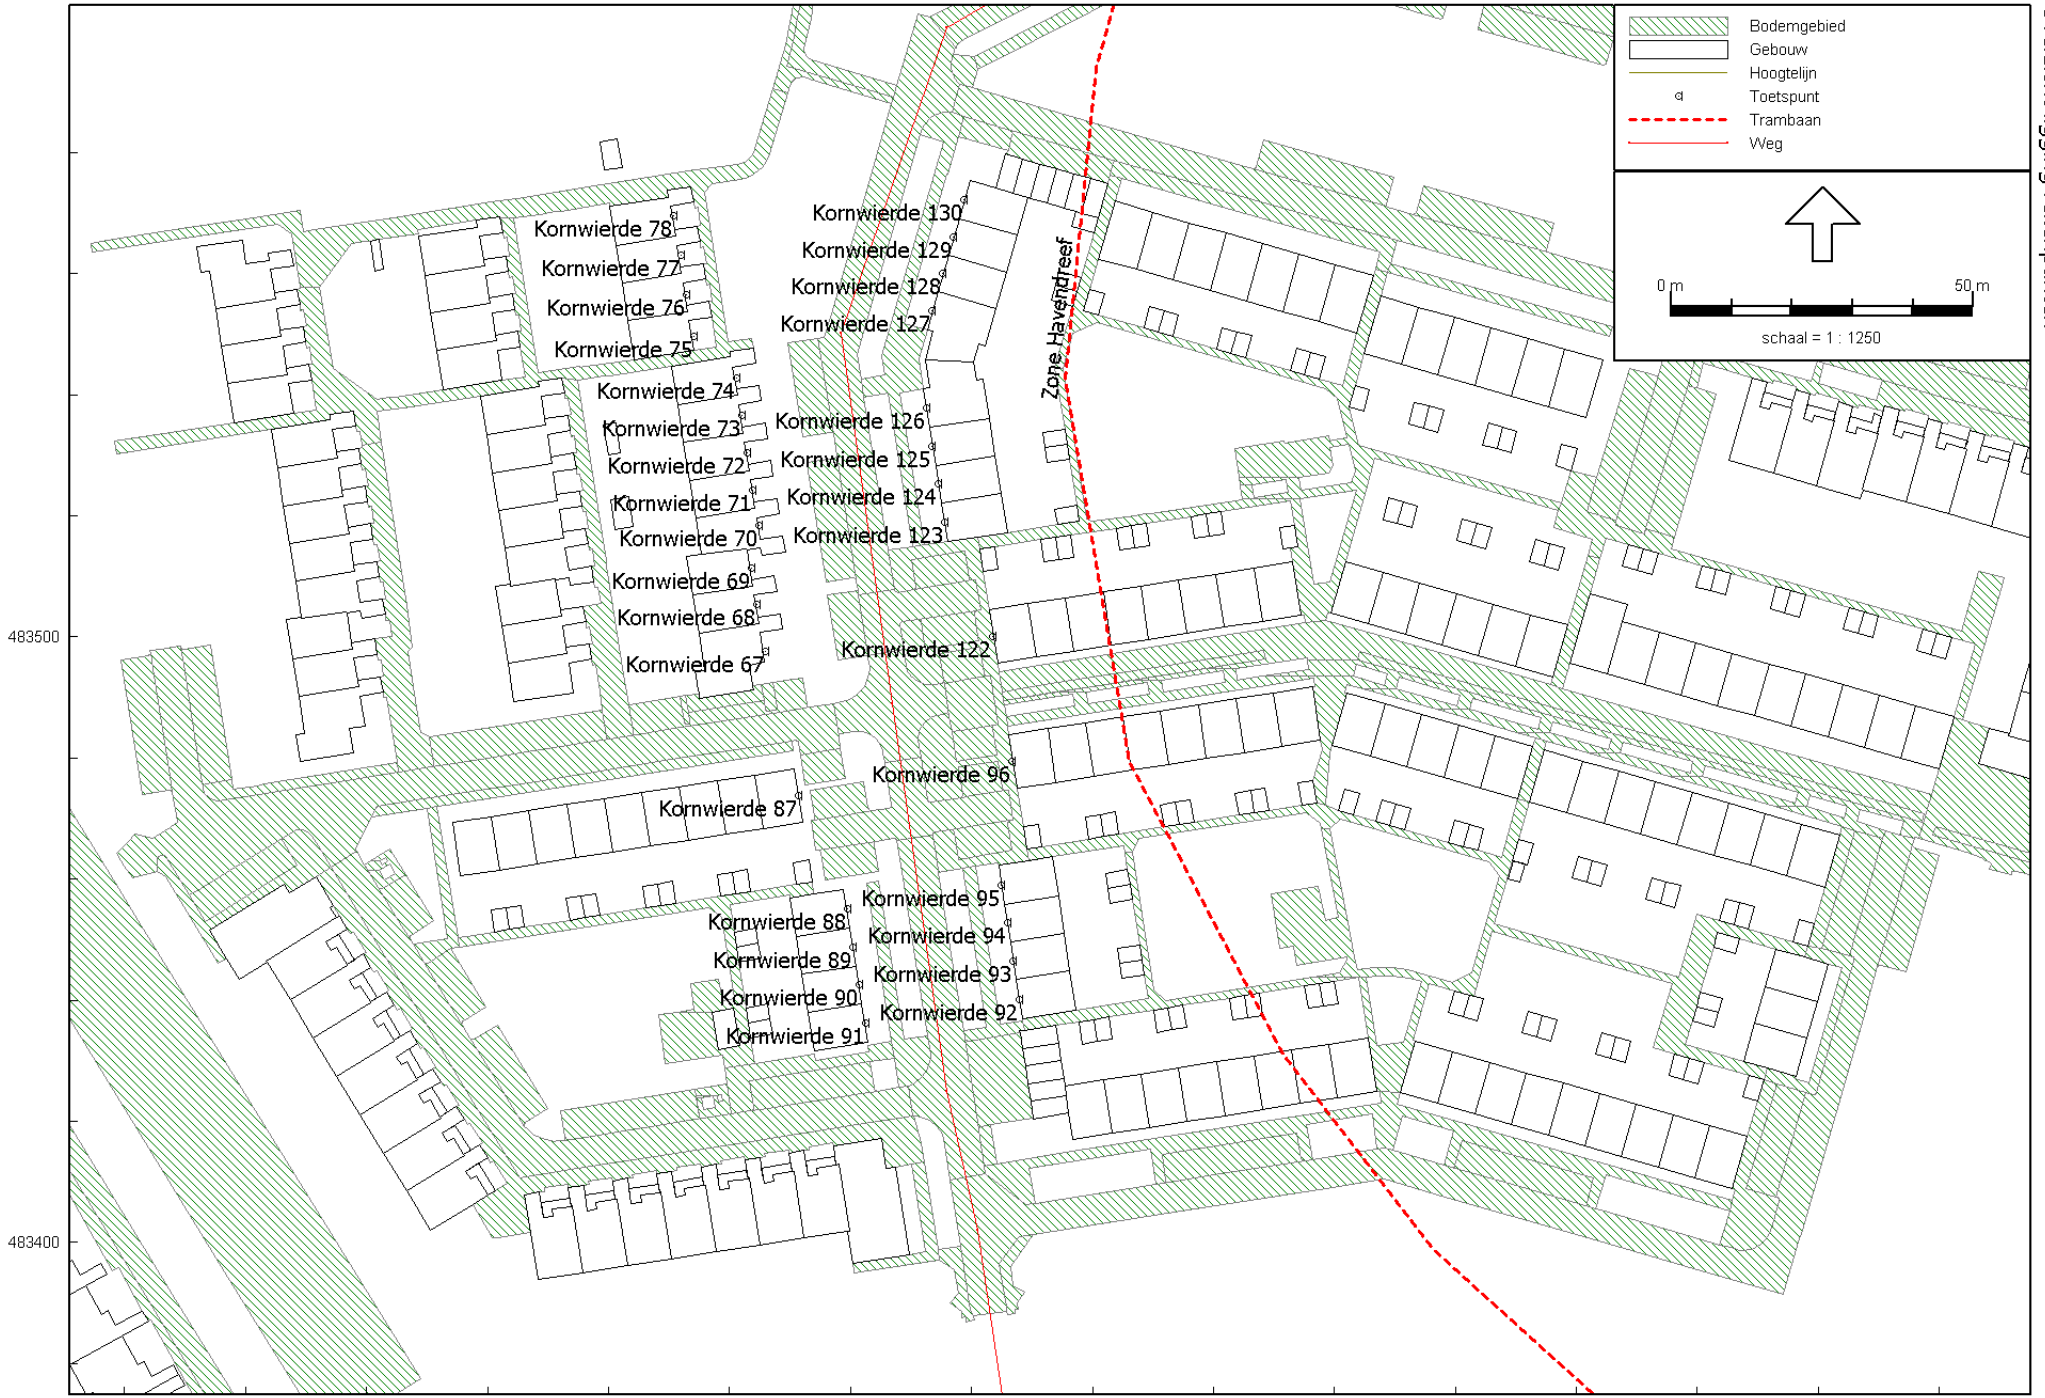 Bodemgebied
Gebouw
Hoogtelijn
Toetspunt
Trambaan
Weg
0 m
50 m
schaal = 1 : 1250
Kornwierde 130
Kornwierde 78
Kornwierde 129
Kornwierde 77
Kornwierde 128
Kornwierde 76
Kornwierde 127
Zone Havendreef
Kornwierde 75
Kornwierde 74
Kornwierde 126
Kornwierde 73
Kornwierde 125
Kornwierde 72
Kornwierde 124
Kornwierde 71
Kornwierde 123
Kornwierde 70
Kornwierde 69
Kornwierde 68
483500
Kornwierde 122
Kornwierde 67
Kornwierde 96
Kornwierde 87
Kornwierde 95
Kornwierde 88
Kornwierde 94
Kornwierde 89
Kornwierde 93
Kornwierde 90
Kornwierde 92
Kornwierde 91
483400